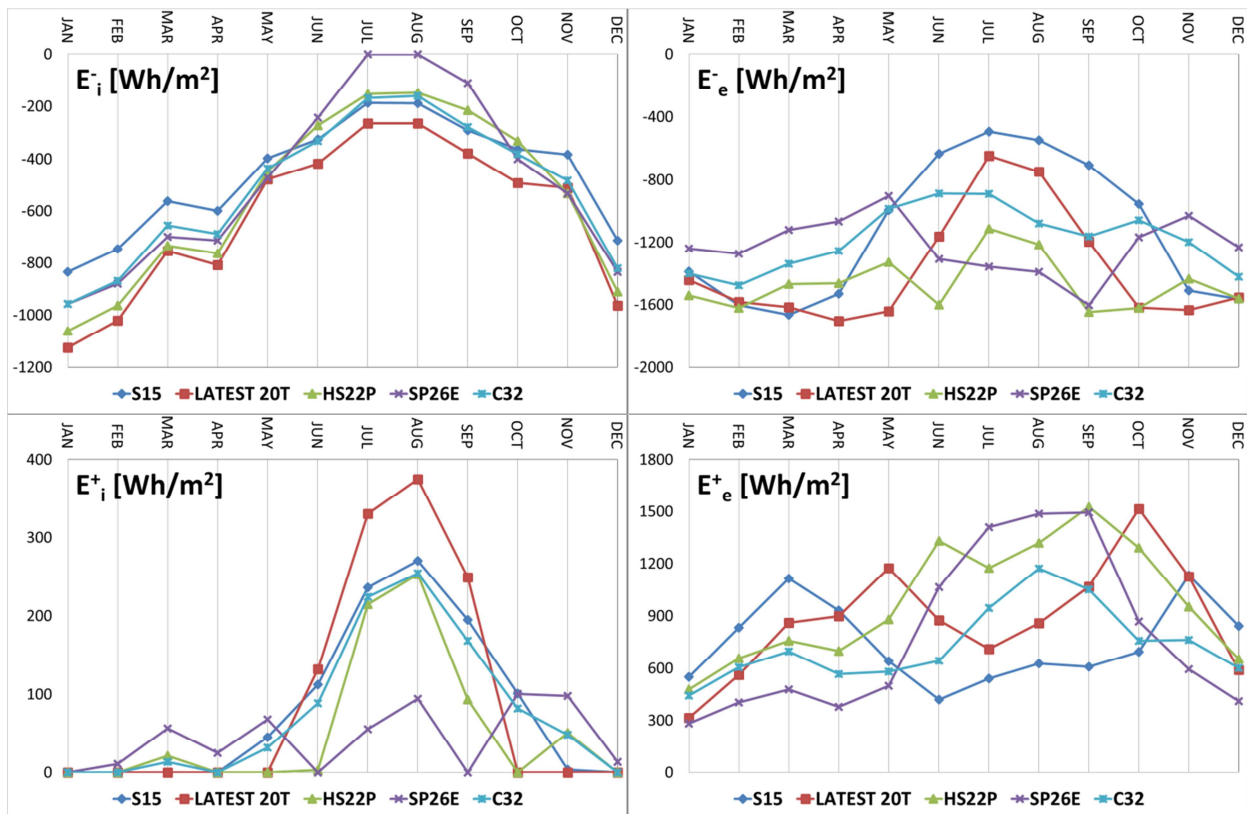 JAN FEB MAR APR MAY JUN JUL AUG SEP OCT NOV DEC
E⁻ᵢ [Wh/m²]
0
-200
-400
-600
-800
-1000
-1200
S15 LATEST 20T HS22P SP26E C32
JAN FEB MAR APR MAY JUN JUL AUG SEP OCT NOV DEC
E⁻ₑ [Wh/m²]
0
-400
-800
-1200
-1600
-2000
S15 LATEST 20T HS22P SP26E C32
JAN FEB MAR APR MAY JUN JUL AUG SEP OCT NOV DEC
E⁺ᵢ [Wh/m²]
400
300
200
100
0
S15 LATEST 20T HS22P SP26E C32
JAN FEB MAR APR MAY JUN JUL AUG SEP OCT NOV DEC
E⁺ₑ [Wh/m²]
1800
1500
1200
900
600
300
0
S15 LATEST 20T HS22P SP26E C32